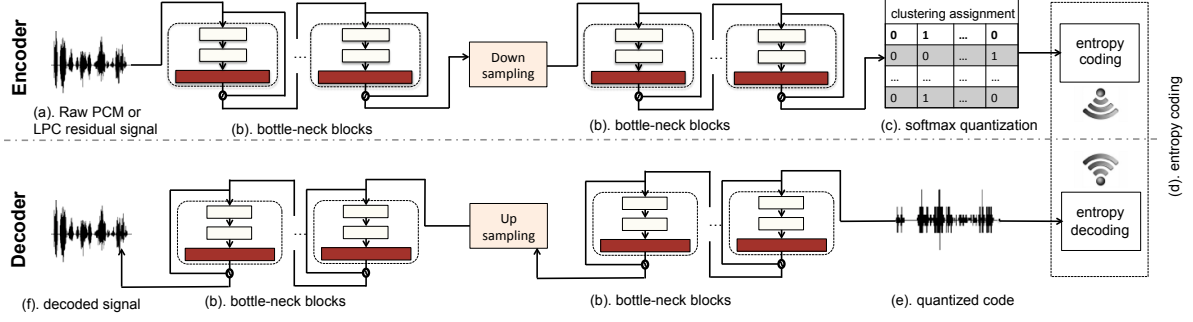 Encoder
(a). Raw PCM or
LPC residual signal
...
(b). bottle-neck blocks
Down
sampling
...
(b). bottle-neck blocks
clustering assignment
0 1 ... 0
0 0 ... 1
... ... ...
0 1 ... 0
(c). softmax quantization
entropy
coding
(d). entropy coding
Decoder
(f). decoded signal
...
(b). bottle-neck blocks
Up
sampling
...
(b). bottle-neck blocks
(e). quantized code
entropy
decoding